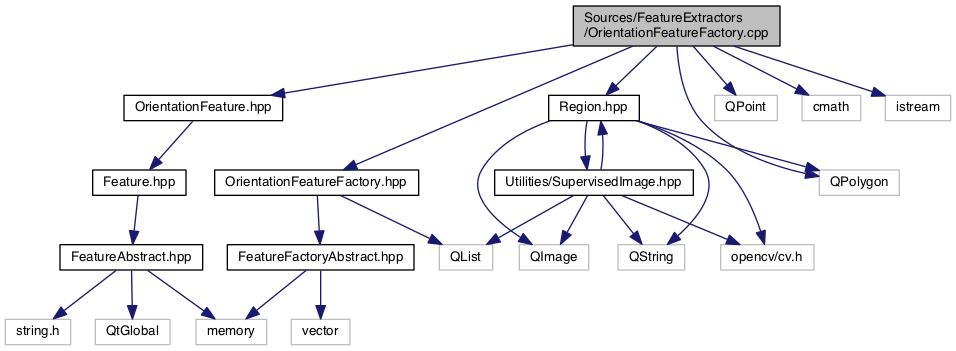 Sources/FeatureExtractors
/OrientationFeatureFactory.cpp
OrientationFeature.hpp
Region.hpp
QPoint
cmath
istream
Feature.hpp
OrientationFeatureFactory.hpp
Utilities/SupervisedImage.hpp
QPolygon
FeatureAbstract.hpp
FeatureFactoryAbstract.hpp
QList
QImage
QString
opencv/cv.h
string.h
QtGlobal
memory
vector